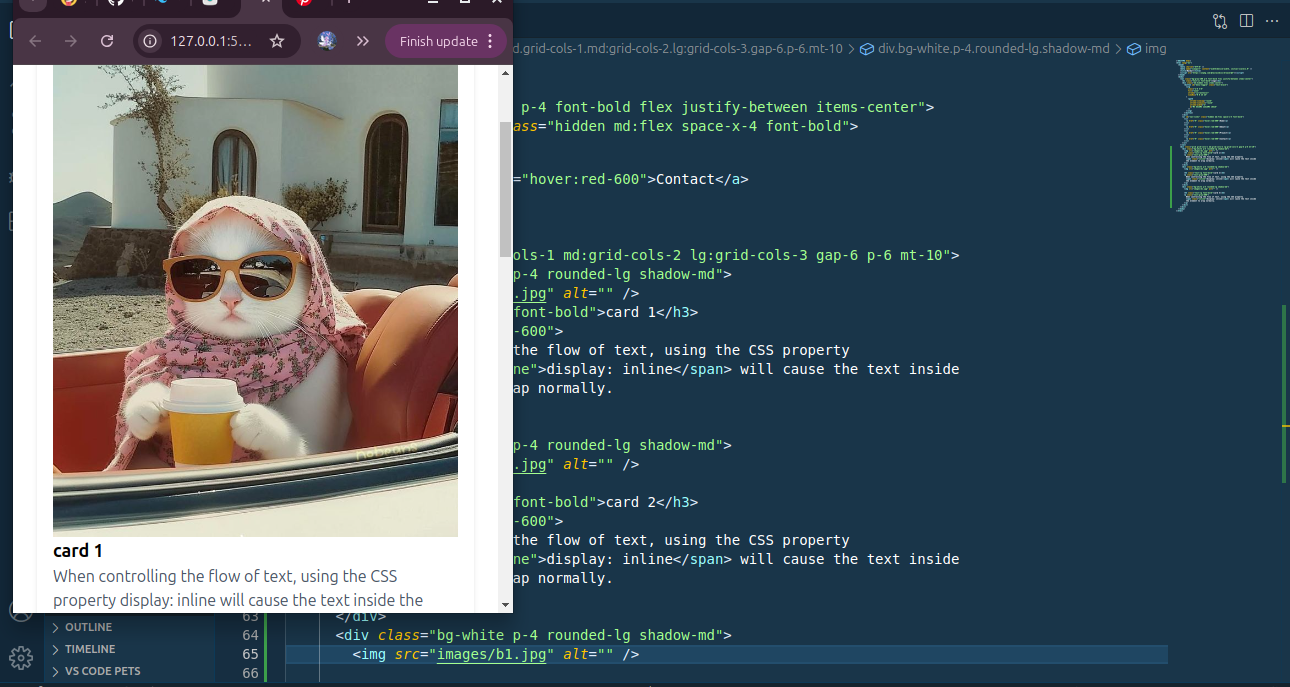 127.0.0.1:5…
Finish update
d.grid-cols-1.md:grid-cols-2.lg:grid-cols-3.gap-6.p-6.mt-10 > div.bg-white.p-4.rounded-lg.shadow-md > img
p-4 font-bold flex justify-between items-center">
ass="hidden md:flex space-x-4 font-bold">
="hover:red-600">Contact</a>
ols-1 md:grid-cols-2 lg:grid-cols-3 gap-6 p-6 mt-10">
p-4 rounded-lg shadow-md">
.jpg" alt="" />
font-bold">card 1</h3>
-600">
the flow of text, using the CSS property
ne">display: inline</span> will cause the text inside
ap normally.
p-4 rounded-lg shadow-md">
.jpg" alt="" />
font-bold">card 2</h3>
-600">
the flow of text, using the CSS property
ne">display: inline</span> will cause the text inside
ap normally.
card 1
When controlling the flow of text, using the CSS
property display: inline will cause the text inside the
63 </div>
64 <div class="bg-white p-4 rounded-lg shadow-md">
65 <img src="images/b1.jpg" alt="" />
66
OUTLINE
TIMELINE
VS CODE PETS